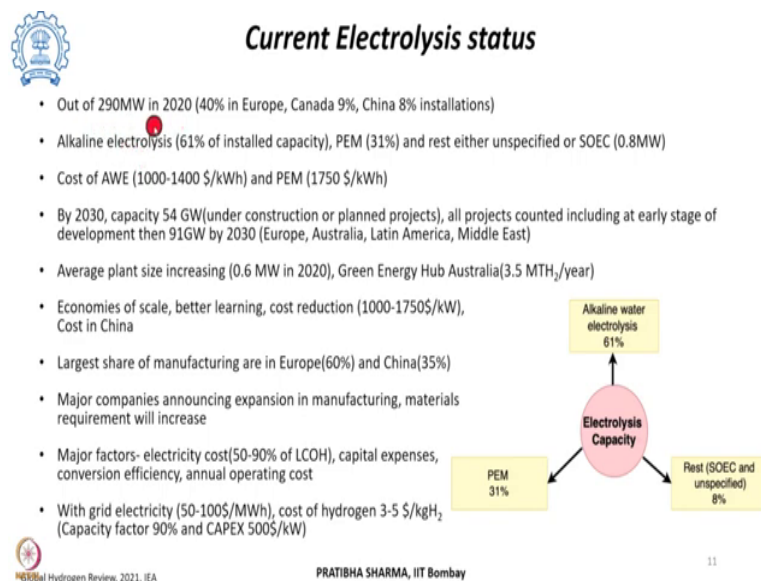 Current Electrolysis status
• Out of 290MW in 2020 (40% in Europe, Canada 9%, China 8% installations)
• Alkaline electrolysis (61% of installed capacity), PEM (31%) and rest either unspecified or SOEC (0.8MW)
• Cost of AWE (1000-1400 $/kWh) and PEM (1750 $/kWh)
• By 2030, capacity 54 GW(under construction or planned projects), all projects counted including at early stage of
development then 91GW by 2030 (Europe, Australia, Latin America, Middle East)
• Average plant size increasing (0.6 MW in 2020), Green Energy Hub Australia(3.5 MTH₂/year)
• Economies of scale, better learning, cost reduction (1000-1750$/kW),
Cost in China
• Largest share of manufacturing are in Europe(60%) and China(35%)
• Major companies announcing expansion in manufacturing, materials
requirement will increase
• Major factors- electricity cost(50-90% of LCOH), capital expenses,
conversion efficiency, annual operating cost
• With grid electricity (50-100$/MWh), cost of hydrogen 3-5 $/kgH₂
(Capacity factor 90% and CAPEX 500$/kW)
Alkaline water
electrolysis
61%
Electrolysis
Capacity
PEM
31%
Rest (SOEC and
unspecified)
8%
Global Hydrogen Review, 2021, IEA
PRATIBHA SHARMA, IIT Bombay
11